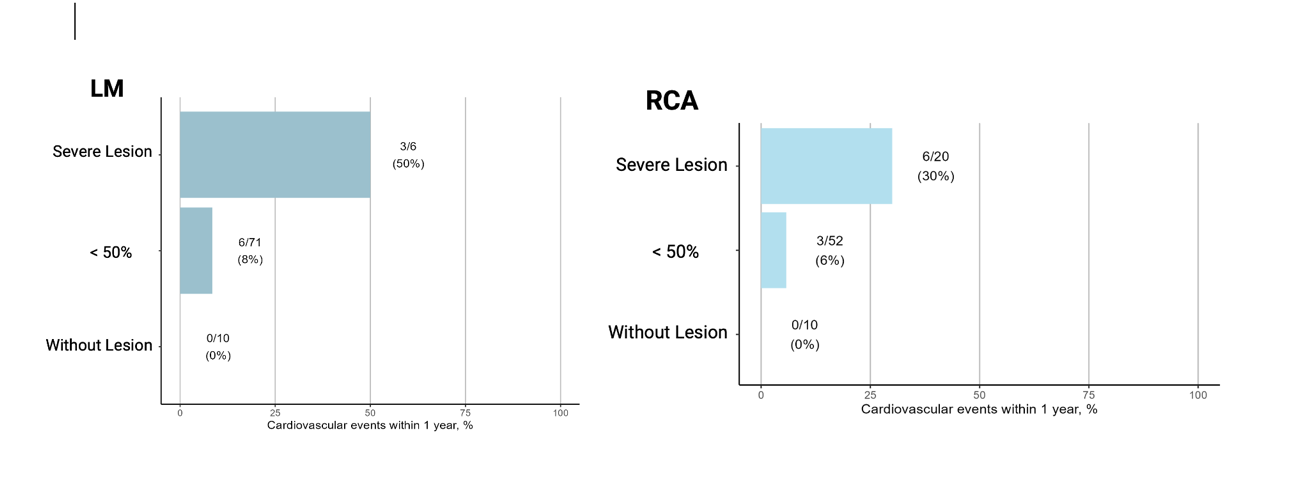 LM
Severe Lesion
3/6
(50%)
< 50%
6/71
(8%)
Without Lesion
0/10
(0%)
0 25 50 75 100
Cardiovascular events within 1 year, %
RCA
Severe Lesion
6/20
(30%)
< 50%
3/52
(6%)
Without Lesion
0/10
(0%)
0 25 50 75 100
Cardiovascular events within 1 year, %